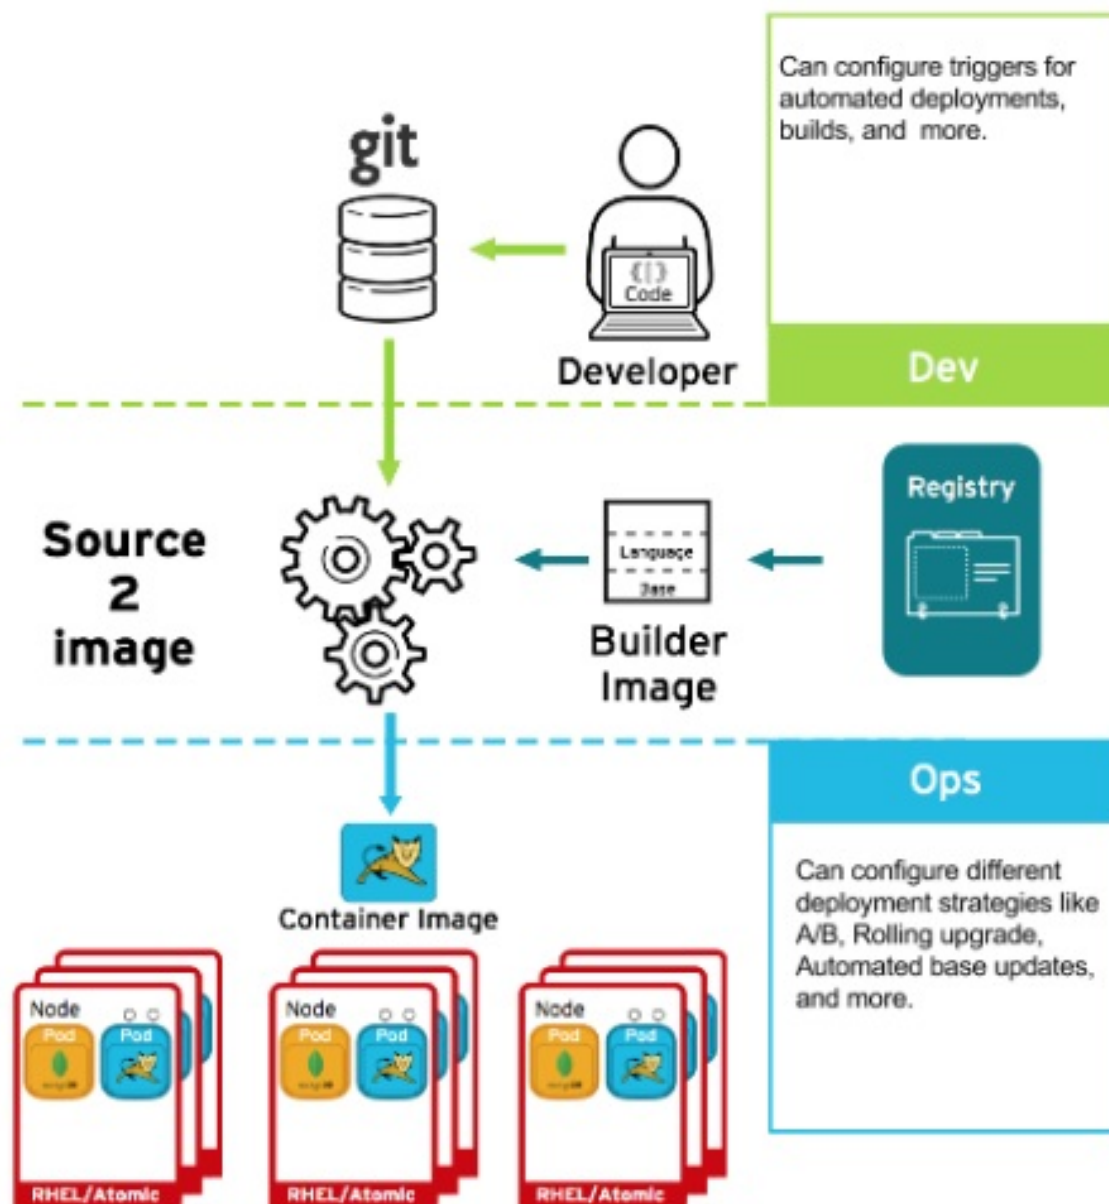 Can configure triggers for
automated deployments,
builds, and more.
git
{[}
Code
Developer
Dev
Source
2
image
Language
Base
Builder
Image
Registry
Ops
Can configure different
deployment strategies like
A/B, Rolling upgrade,
Automated base updates,
and more.
Container Image
Node
Pod
Pod
RHEL/Atomic
Node
Pod
Pod
RHEL/Atomic
Node
Pod
Pod
RHEL/Atomic